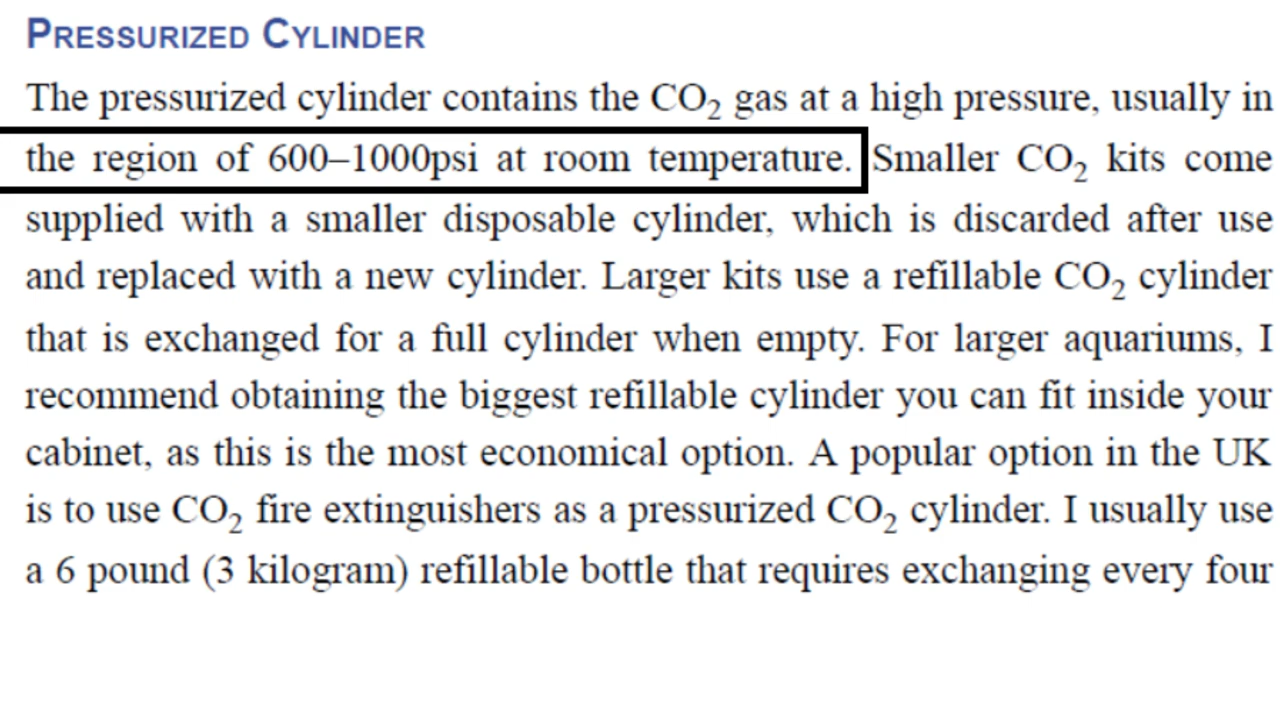 PRESSURIZED CYLINDER
The pressurized cylinder contains the CO₂ gas at a high pressure, usually in
the region of 600–1000psi at room temperature. Smaller CO₂ kits come
supplied with a smaller disposable cylinder, which is discarded after use
and replaced with a new cylinder. Larger kits use a refillable CO₂ cylinder
that is exchanged for a full cylinder when empty. For larger aquariums, I
recommend obtaining the biggest refillable cylinder you can fit inside your
cabinet, as this is the most economical option. A popular option in the UK
is to use CO₂ fire extinguishers as a pressurized CO₂ cylinder. I usually use
a 6 pound (3 kilogram) refillable bottle that requires exchanging every four